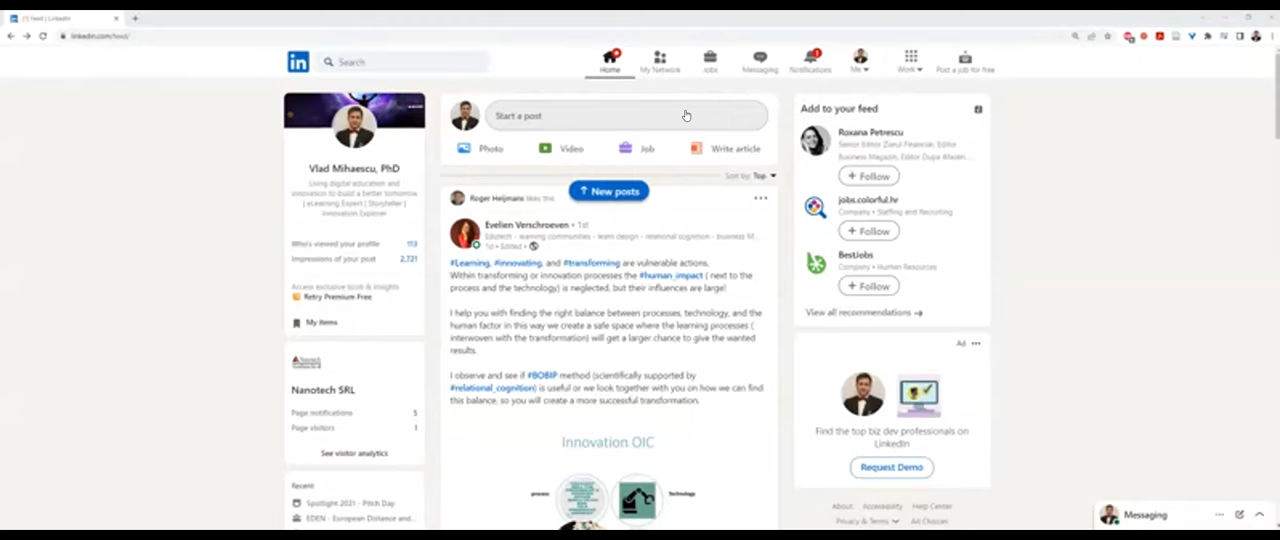 (1) Feed | LinkedIn
linkedin.com/feed/
in
Search
Home
My Network
Jobs
Messaging
1
Notifications
Me
Work
Post a job for free
Vlad Mihaescu, PhD
Using digital education and
innovation to build a better tomorrow
| eLearning Expert | Storyteller |
Innovation Explorer
Who's viewed your profile 113
Impressions of your post 2,721
Access exclusive tools & insights
Retry Premium Free
My items
Nanotech SRL
Page notifications 5
Page visitors 1
See visitor analytics
Recent
Spotlight 2021 - Pitch Day
EDEN - European Distance and...
Start a post
Photo
Video
Job
Write article
Sort by: Top
New posts
Roger Heijmans likes this
Evelien Verschroeven • 1st
Edutech - learning communities - learn design - relational cognition - business M...
1d • Edited •
#Learning, #innovating, and #transforming are vulnerable actions.
Within transforming or innovation processes the #human_impact ( next to the
process and the technology) is neglected, but their influences are large!
I help you with finding the right balance between processes, technology, and the
human factor in this way we create a safe space where the learning processes (
interwoven with the transformation) will get a larger chance to give the wanted
results.
I observe and see if #BOBIP method (scientifically supported by
#relational_cognition) is useful or we look together with you on how we can find
this balance, so you will create a more successful transformation.
Innovation OIC
process
Technology
Add to your feed
Roxana Petrescu
Senior Editor Ziarul Financiar, Editor
Business Magazin, Editor Dupa Afaceri...
+ Follow
jobs.colorful.hr
Company • Staffing and Recruiting
+ Follow
BestJobs
Company • Human Resources
+ Follow
View all recommendations →
Ad
Find the top biz dev professionals on
LinkedIn
Request Demo
About Accessibility Help Center
Privacy & Terms Ad Choices
Messaging